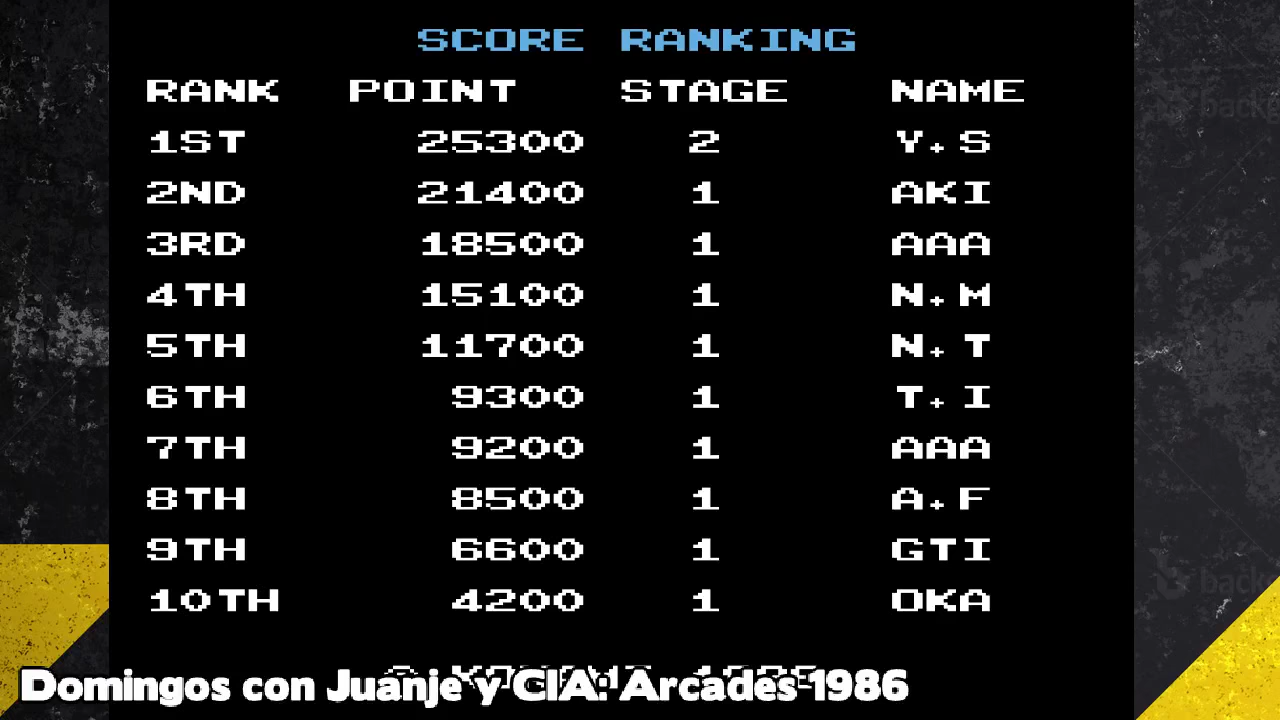 SCORE RANKING
RANK POINT STAGE NAME
1ST 25300 2 Y.S
2ND 21400 1 AKI
3RD 18500 1 AAA
4TH 15100 1 N.M
5TH 11700 1 N.T
6TH 9300 1 T.I
7TH 9200 1 AAA
8TH 8500 1 A.F
9TH 6600 1 GTI
10TH 4200 1 OKA
Domingos con Juanje y CIA: Arcades 1986